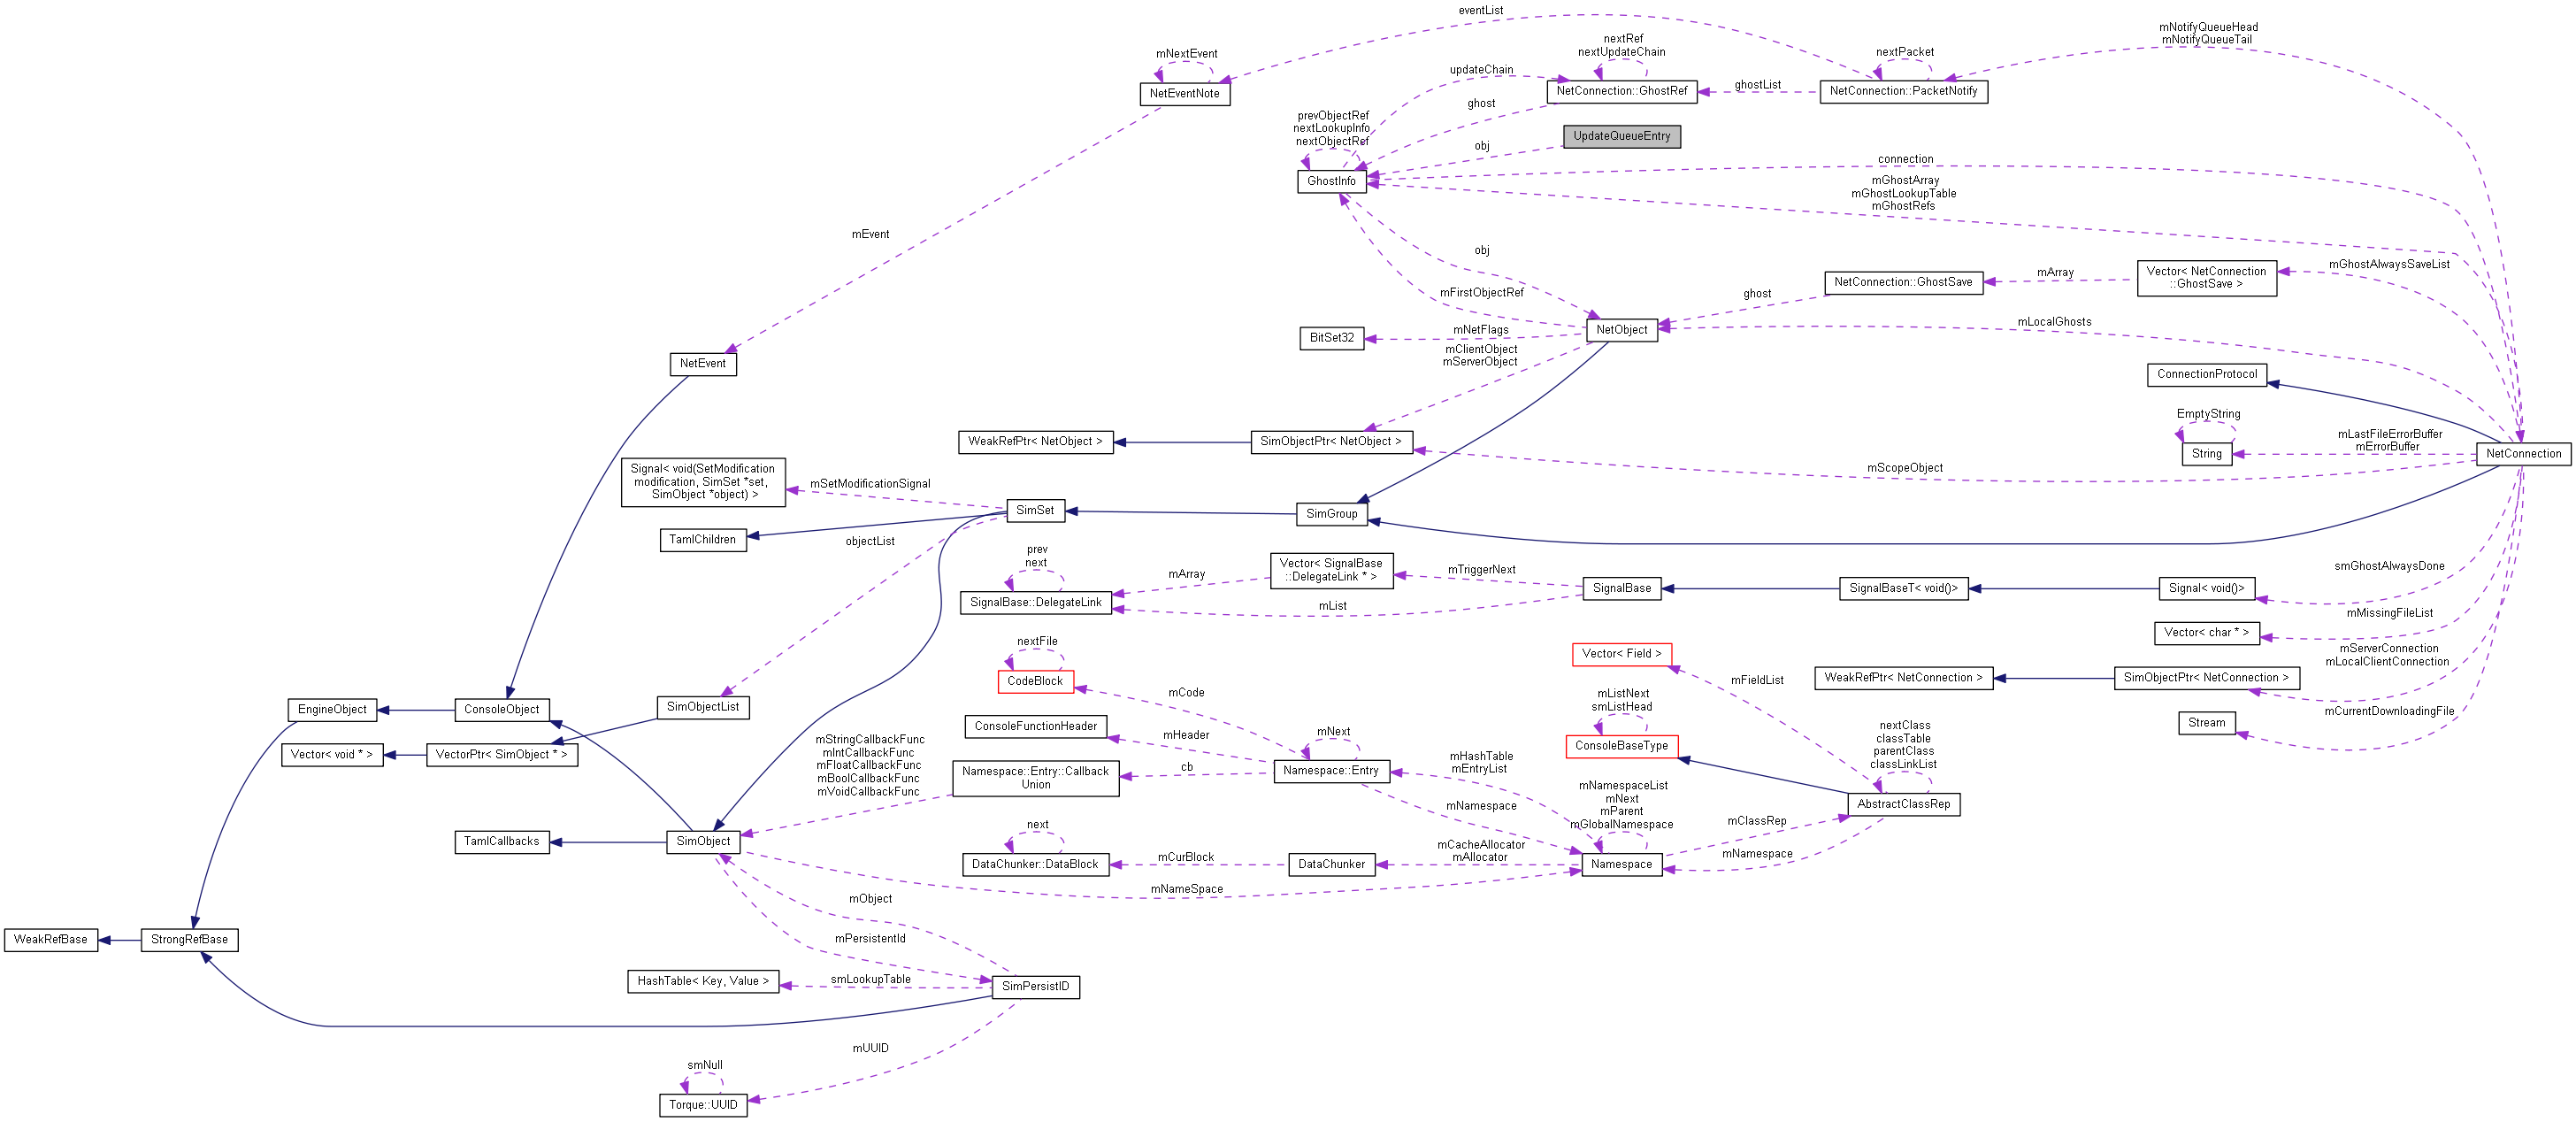 eventList
mNotifyQueueHead
mNotifyQueueTail
mNextEvent
nextRef
nextUpdateChain
nextPacket
NetEventNote
updateChain
NetConnection::GhostRef
ghostList
NetConnection::PacketNotify
ghost
prevObjectRef
nextLookupInfo
nextObjectRef
UpdateQueueEntry
obj
GhostInfo
connection
mGhostArray
mGhostLookupTable
mGhostRefs
mEvent
obj
mFirstObjectRef
NetConnection::GhostSave
mArray
Vector< NetConnection
::GhostSave >
mGhostAlwaysSaveList
ghost
BitSet32
mNetFlags
NetObject
mLocalGhosts
mClientObject
mServerObject
NetEvent
ConnectionProtocol
EmptyString
String
mLastFileErrorBuffer
mErrorBuffer
NetConnection
WeakRefPtr< NetObject >
SimObjectPtr< NetObject >
mScopeObject
Signal< void(SetModification
modification, SimSet *set,
SimObject *object) >
mSetModificationSignal
SimSet
SimGroup
TamlChildren
objectList
prev
next
SignalBase::DelegateLink
mArray
Vector< SignalBase
::DelegateLink * >
mTriggerNext
mList
SignalBase
SignalBaseT< void()>
Signal< void()>
smGhostAlwaysDone
Vector< char * >
mMissingFileList
nextFile
CodeBlock
mCode
Vector< Field >
mFieldList
WeakRefPtr< NetConnection >
SimObjectPtr< NetConnection >
mServerConnection
mLocalClientConnection
EngineObject
ConsoleObject
SimObjectList
Stream
mCurrentDownloadingFile
ConsoleFunctionHeader
mHeader
mListNext
smListHead
ConsoleBaseType
nextClass
classTable
parentClass
classLinkList
Vector< void * >
VectorPtr< SimObject * >
mStringCallbackFunc
mIntCallbackFunc
mFloatCallbackFunc
mBoolCallbackFunc
mVoidCallbackFunc
Namespace::Entry::Callback
Union
cb
mNext
Namespace::Entry
mHashTable
mEntryList
mNamespace
mNamespaceList
mNext
mParent
mGlobalNamespace
mClassRep
AbstractClassRep
mNamespace
TamlCallbacks
SimObject
next
DataChunker::DataBlock
mCurBlock
DataChunker
mCacheAllocator
mAllocator
Namespace
mNameSpace
mObject
WeakRefBase
StrongRefBase
mPersistentId
HashTable< Key, Value >
smLookupTable
SimPersistID
mUUID
smNull
Torque::UUID